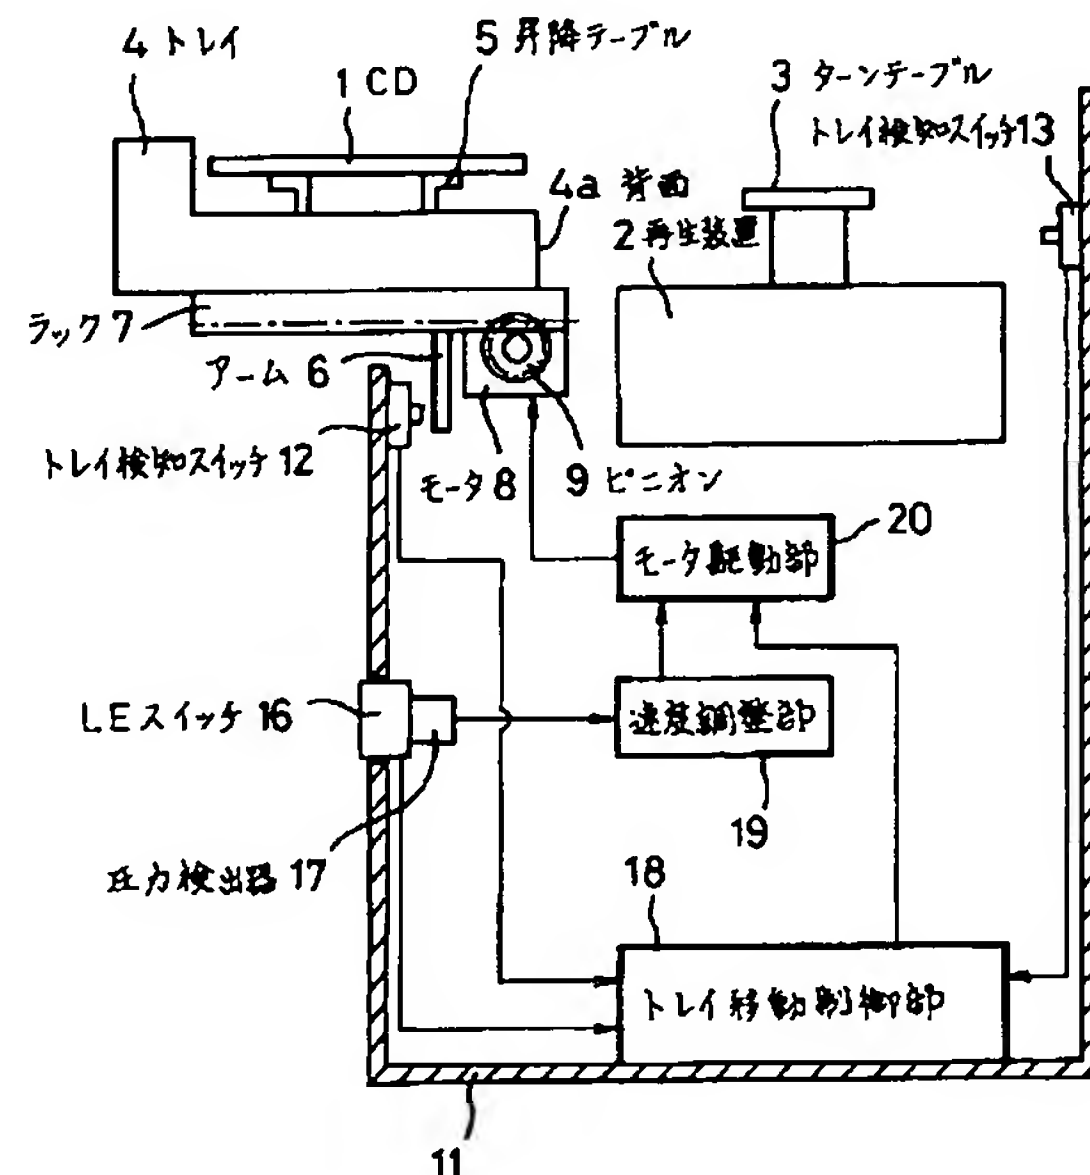 4 トレイ
5 昇降テーブル
1 CD
3 ターンテーブル
トレイ検知スイッチ13
4a 背面
2 再生装置
ラック7
アーム 6
トレイ検知スイッチ 12
モータ8
9 ピニオン
20
モータ駆動部
LEスイッチ 16
速度調整部
19
圧力検出器 17
18
トレイ移動制御部
11